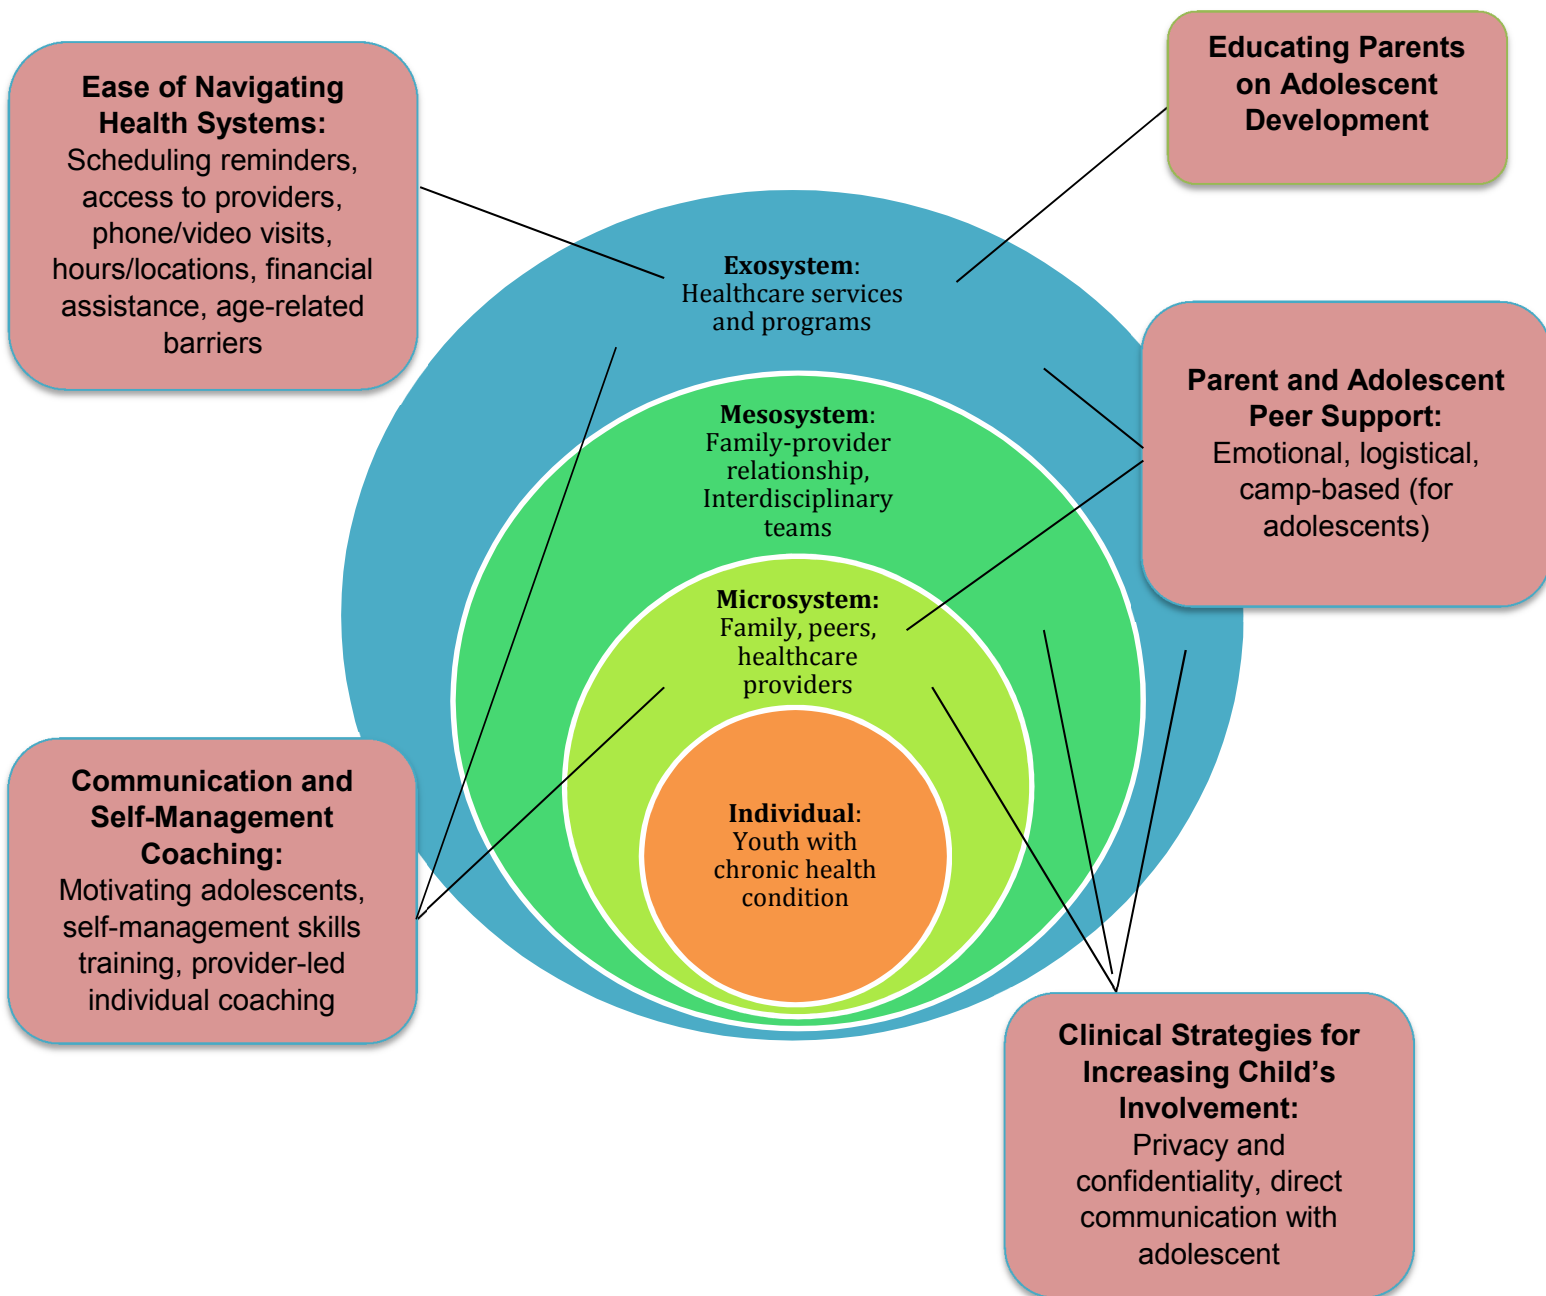 Ease of Navigating
Health Systems:
Scheduling reminders,
access to providers,
phone/video visits,
hours/locations, financial
assistance, age-related
barriers
Educating Parents
on Adolescent
Development
Exosystem:
Healthcare services
and programs
Parent and Adolescent
Peer Support:
Emotional, logistical,
camp-based (for
adolescents)
Mesosystem:
Family-provider
relationship,
Interdisciplinary
teams
Microsystem:
Family, peers,
healthcare
providers
Communication and
Self-Management
Coaching:
Motivating adolescents,
self-management skills
training, provider-led
individual coaching
Individual:
Youth with
chronic health
condition
Clinical Strategies for
Increasing Child’s
Involvement:
Privacy and
confidentiality, direct
communication with
adolescent